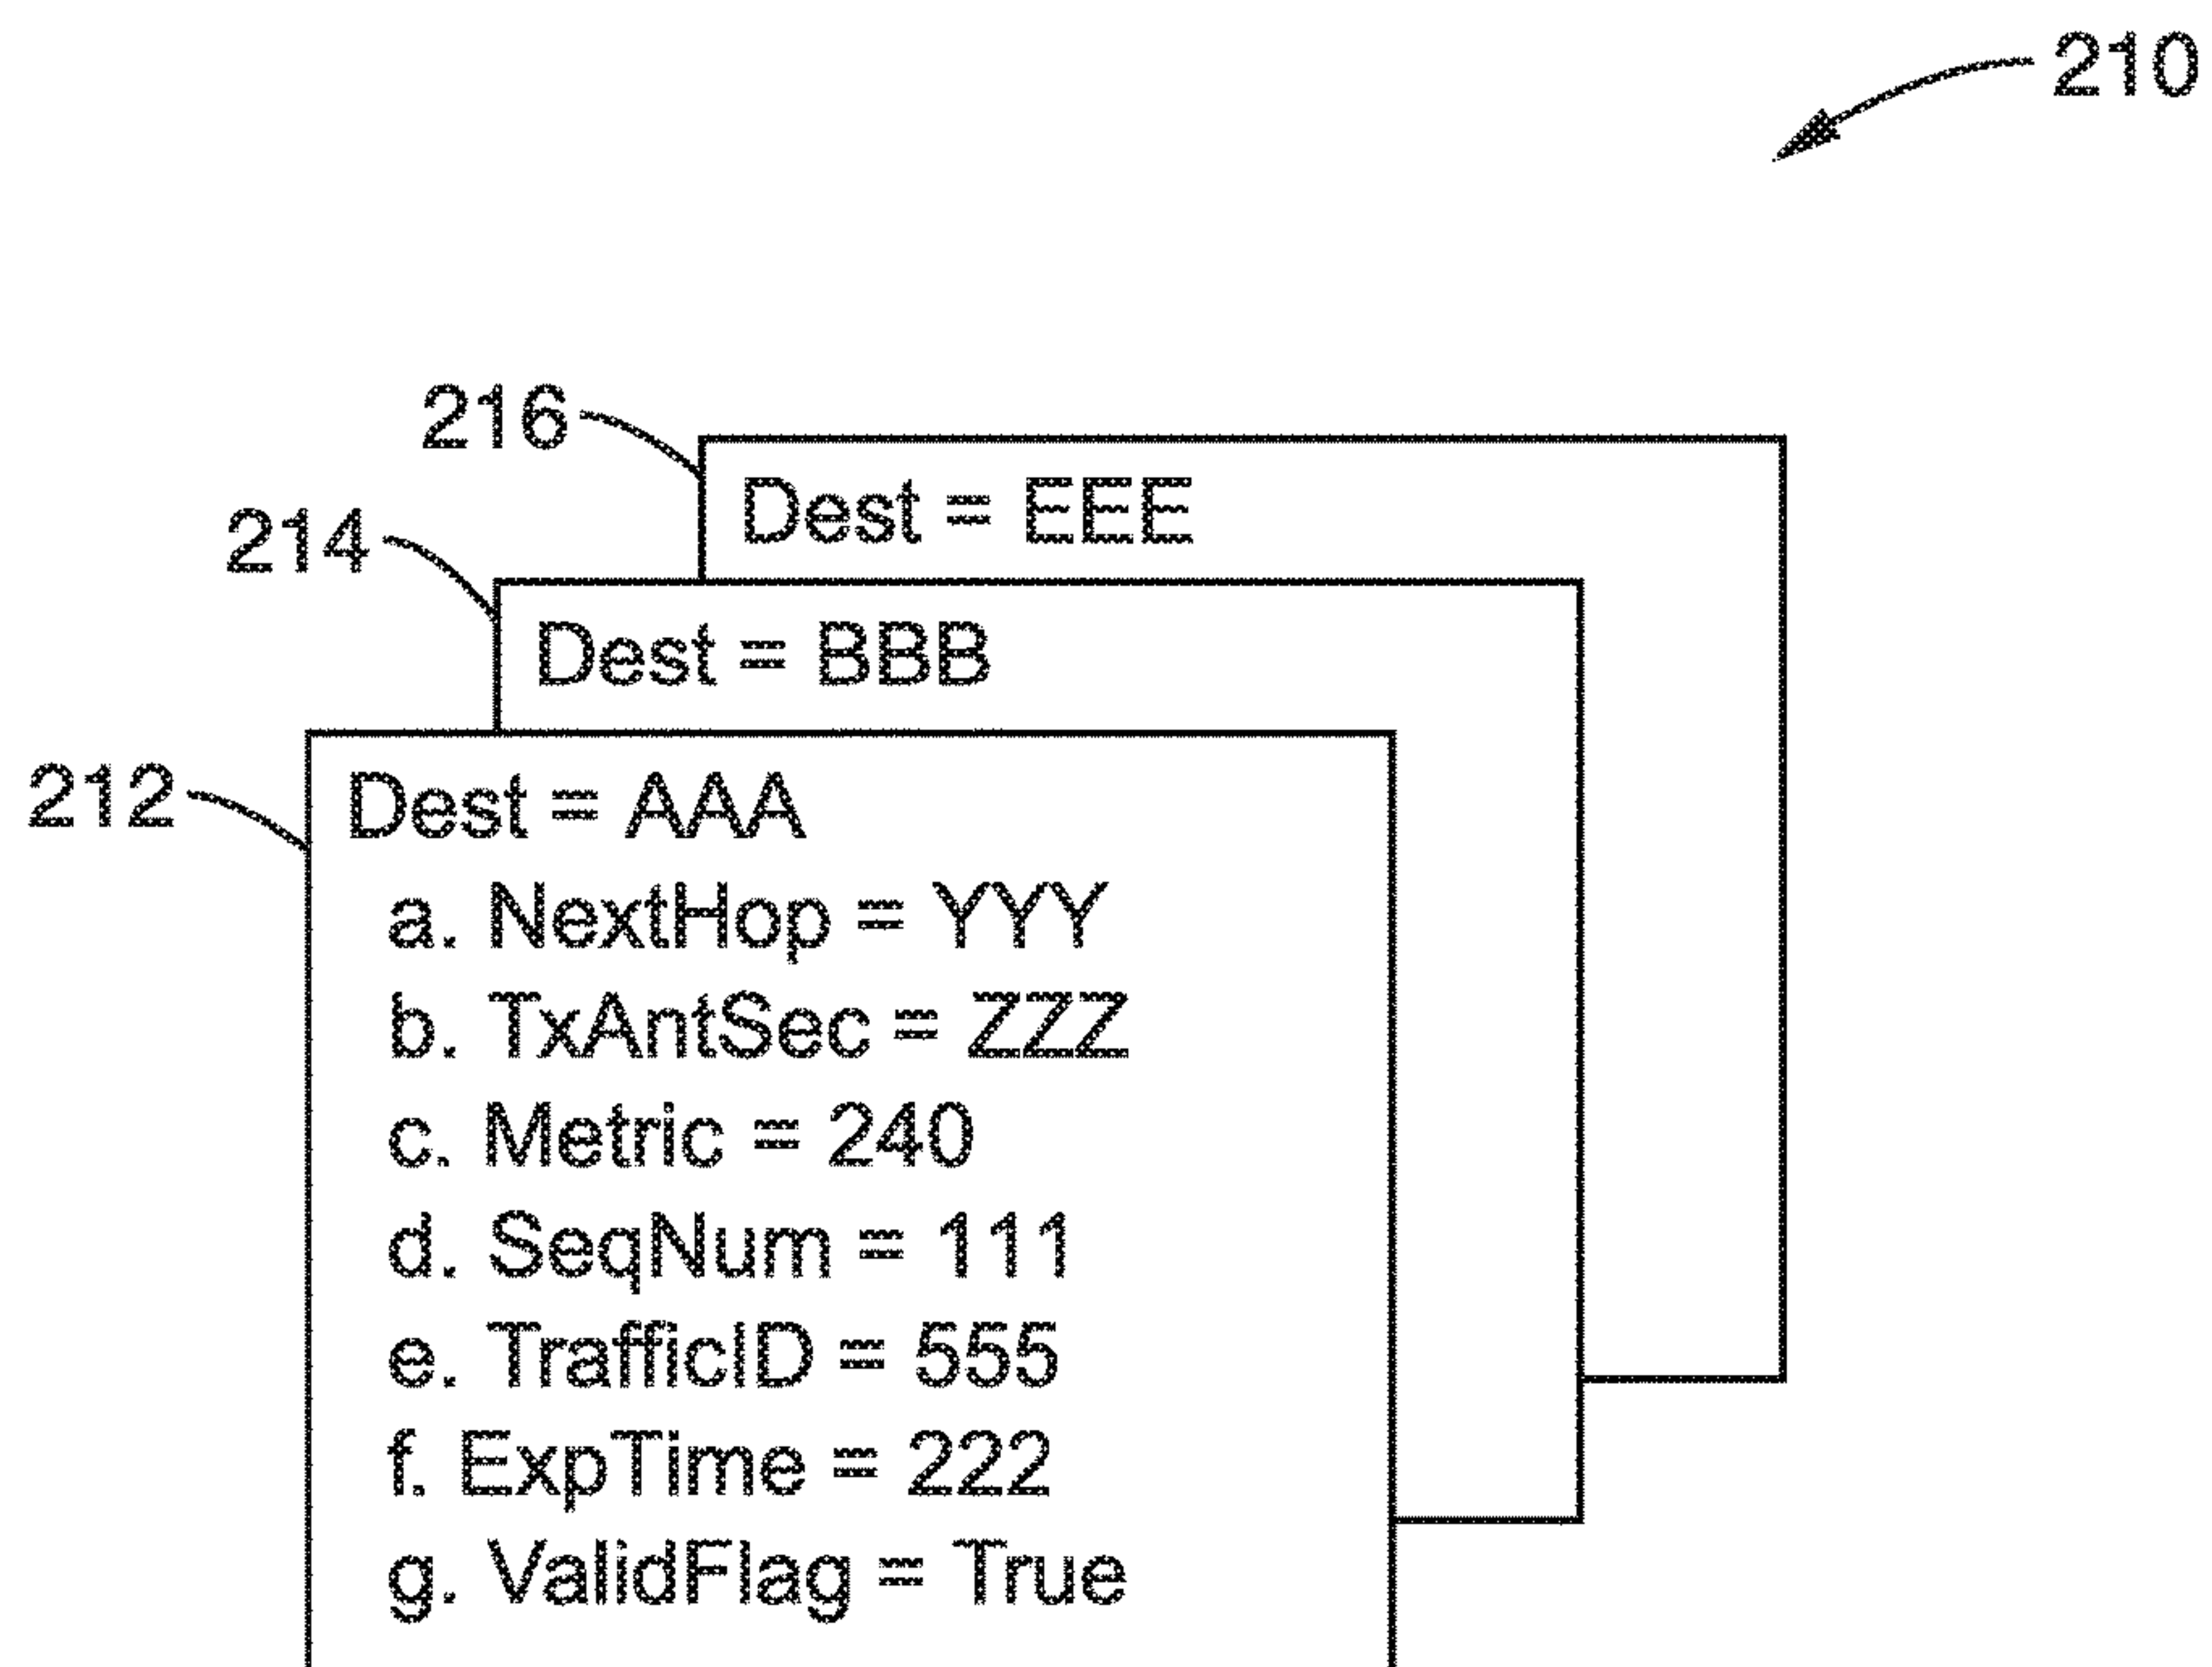 210
216
Dest = EEE
214
Dest = BBB
212
Dest = AAA
a. NextHop = YYY
b. TxAntSec = ZZZ
c. Metric = 240
d. SeqNum = 111
e. TrafficID = 555
f. ExpTime = 222
g. ValidFlag = True